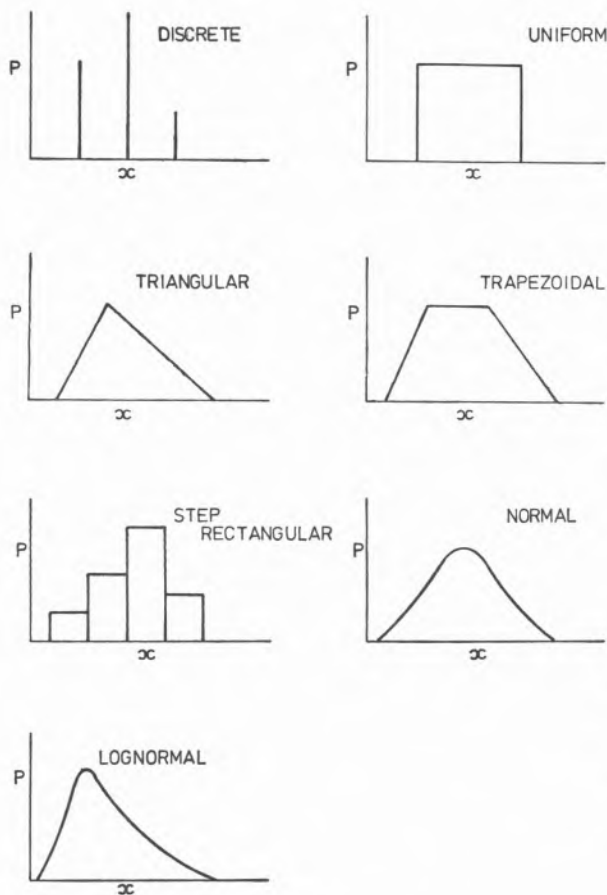 DISCRETE
P
x
UNIFORM
P
x
TRIANGULAR
P
x
TRAPEZOIDAL
P
x
STEP
RECTANGULAR
P
x
NORMAL
P
x
LOGNORMAL
P
x